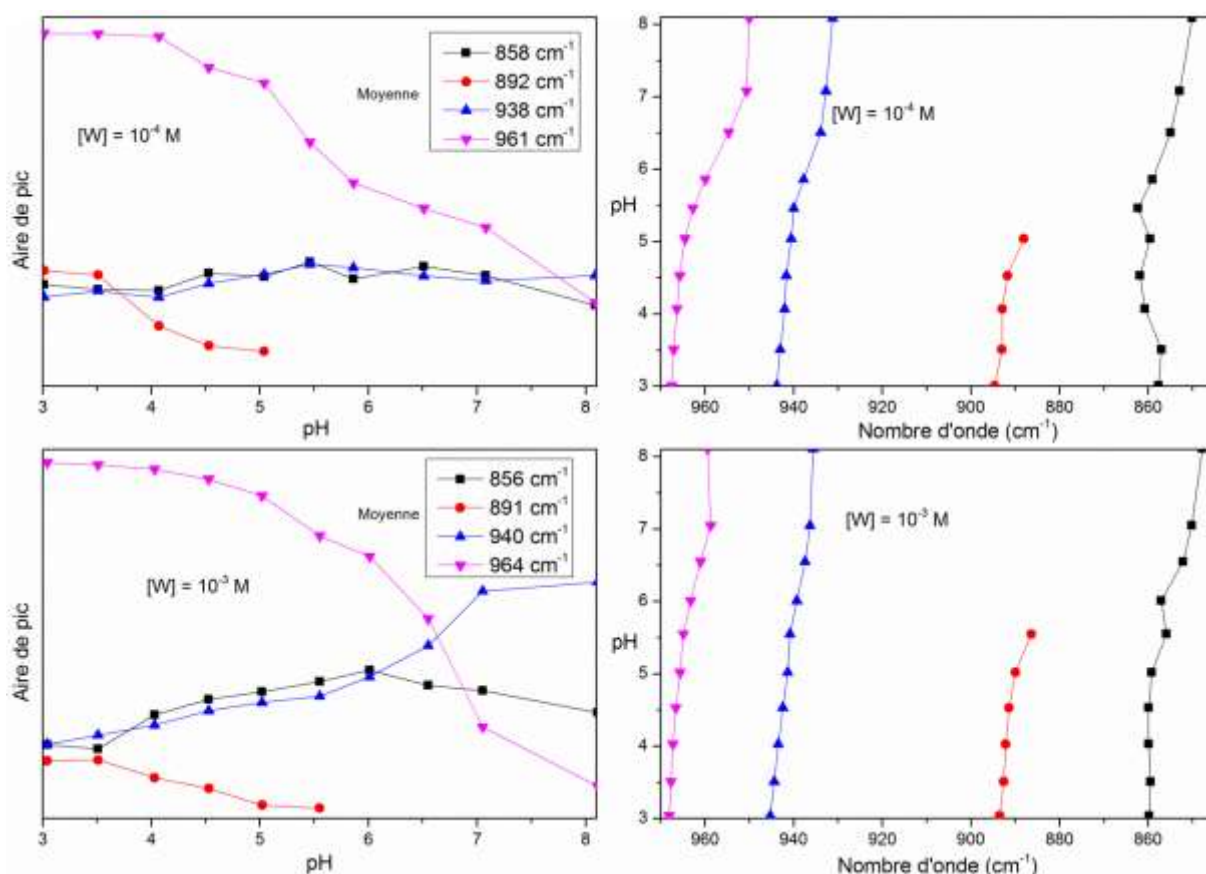 858 cm⁻¹
892 cm⁻¹
Moyenne
938 cm⁻¹
961 cm⁻¹
[W] = 10⁻⁴ M
Aire de pic
3 4 5 6 7 8
pH
8
7
6
pH
5
4
3
[W] = 10⁻⁴ M
960 940 920 900 880 860
Nombre d'onde (cm⁻¹)
856 cm⁻¹
891 cm⁻¹
Moyenne
940 cm⁻¹
964 cm⁻¹
[W] = 10⁻³ M
Aire de pic
3 4 5 6 7 8
pH
8
7
6
pH
5
4
3
[W] = 10⁻³ M
960 940 920 900 880 860
Nombre d'onde (cm⁻¹)